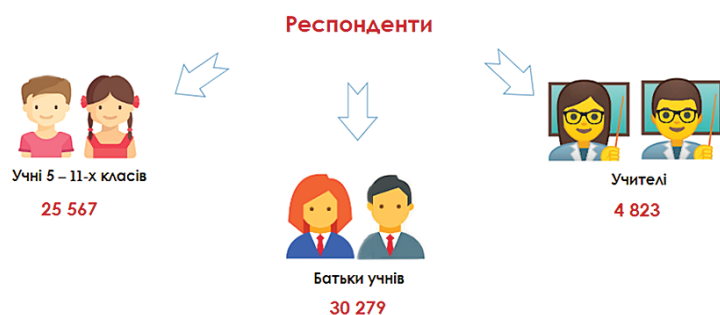 Респонденти
Учні 5 – 11-х класів
25 567
Батьки учнів
30 279
Учителі
4 823